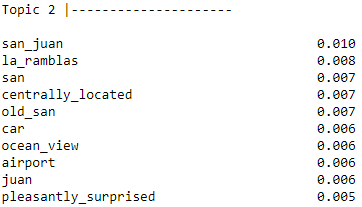 Topic 2 |---------------------
san_juan 0.010
la_ramblas 0.008
san 0.007
centrally_located 0.007
old_san 0.007
car 0.006
ocean_view 0.006
airport 0.006
juan 0.006
pleasantly_surprised 0.005